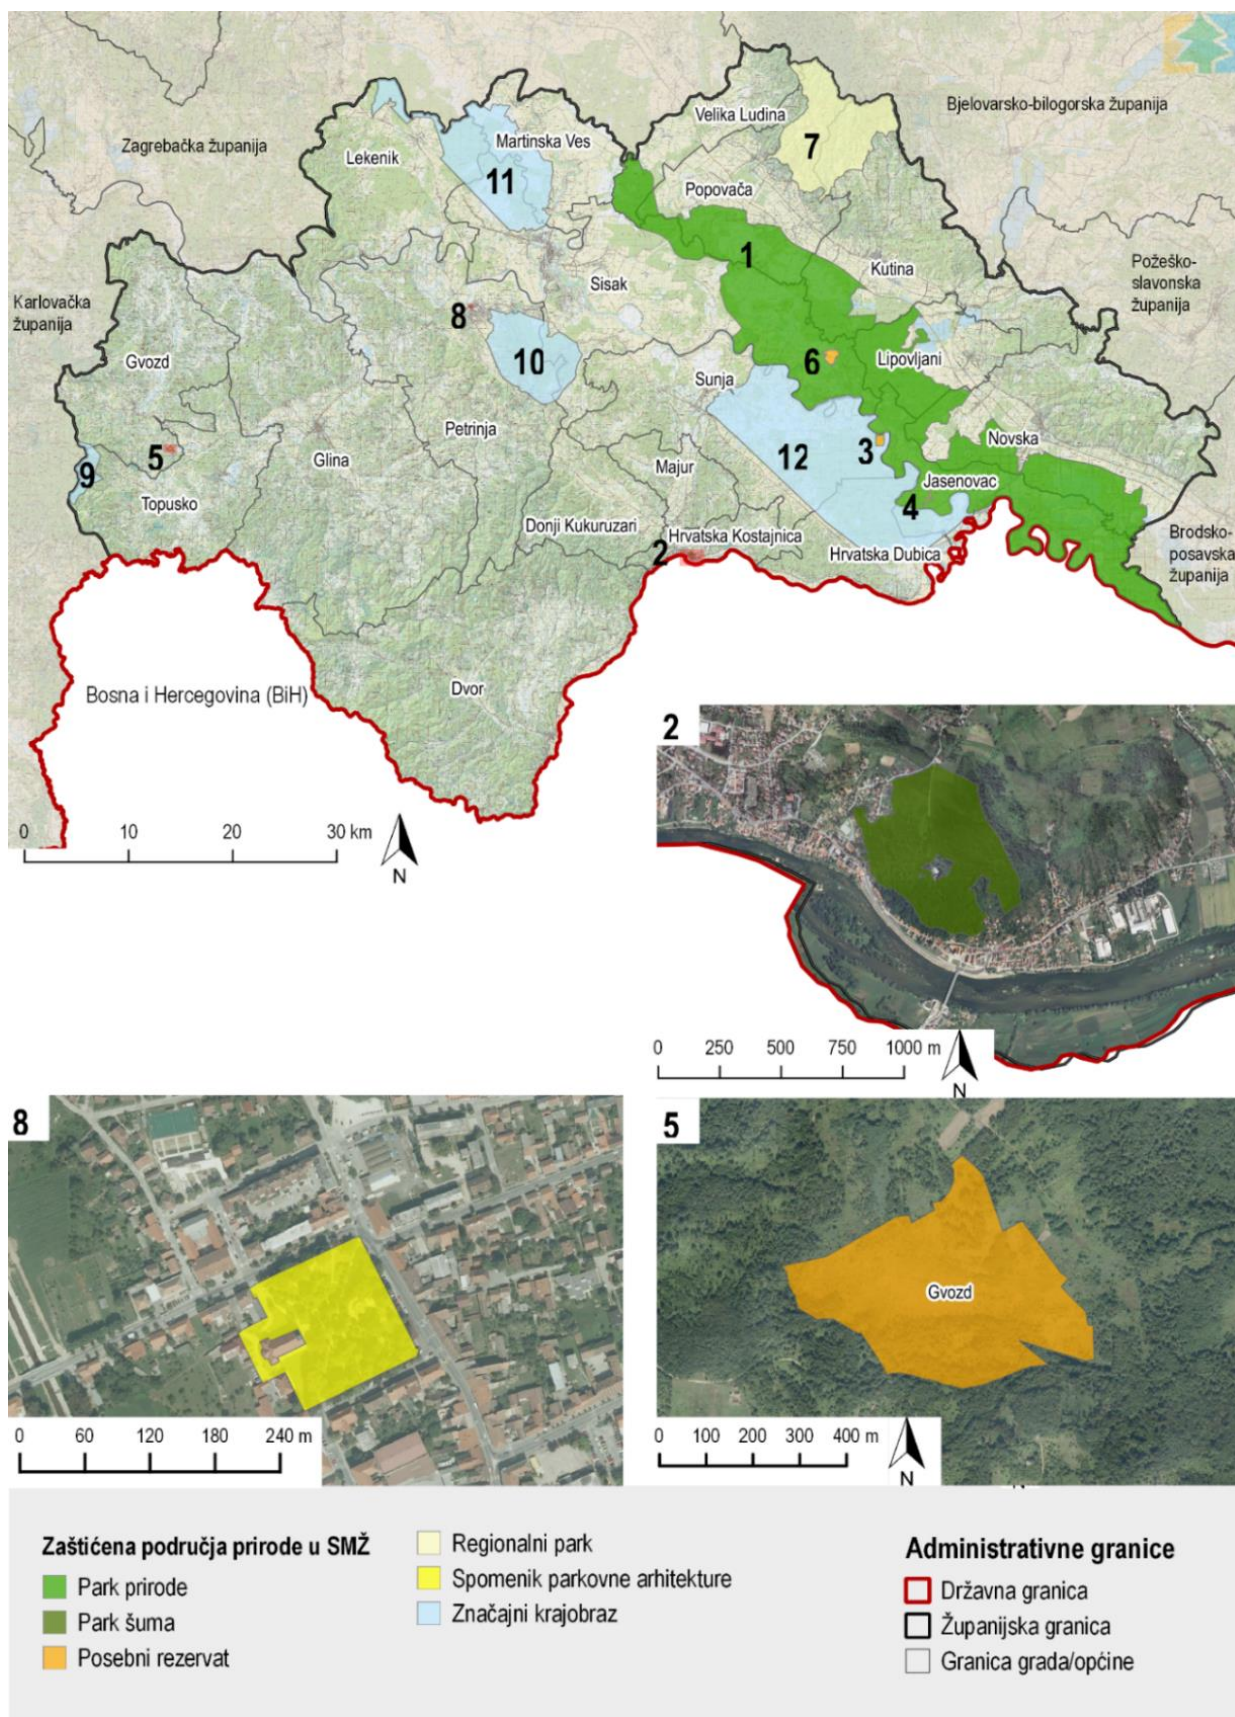 Bjelovarsko-bilogorska županija
Velika Ludina
Zagrebačka županija
Martinska Ves
Lekenik
7
11
Popovača
1
Kutina
Požeško-
slavonska
županija
Sisak
Karlovačka
županija
8
Gvozd
10
6
Lipovljani
Sunja
Petrinja
Novska
5
Glina
12
3
9
Majur
Jasenovac
Topusko
4
Donji Kukuruzari
Hrvatska Kostajnica
2
Hrvatska Dubica
Brodsko-
posavska
županija
Bosna i Hercegovina (BiH)
Dvor
0 10 20 30 km
N
2
0 250 500 750 1000 m
N
8
0 60 120 180 240 m
5
Gvozd
0 100 200 300 400 m
N
Zaštićena područja prirode u SMŽ
Park prirode
Park šuma
Posebni rezervat
Regionalni park
Spomenik parkovne arhitekture
Značajni krajobraz
Administrativne granice
Državna granica
Županijska granica
Granica grada/općine